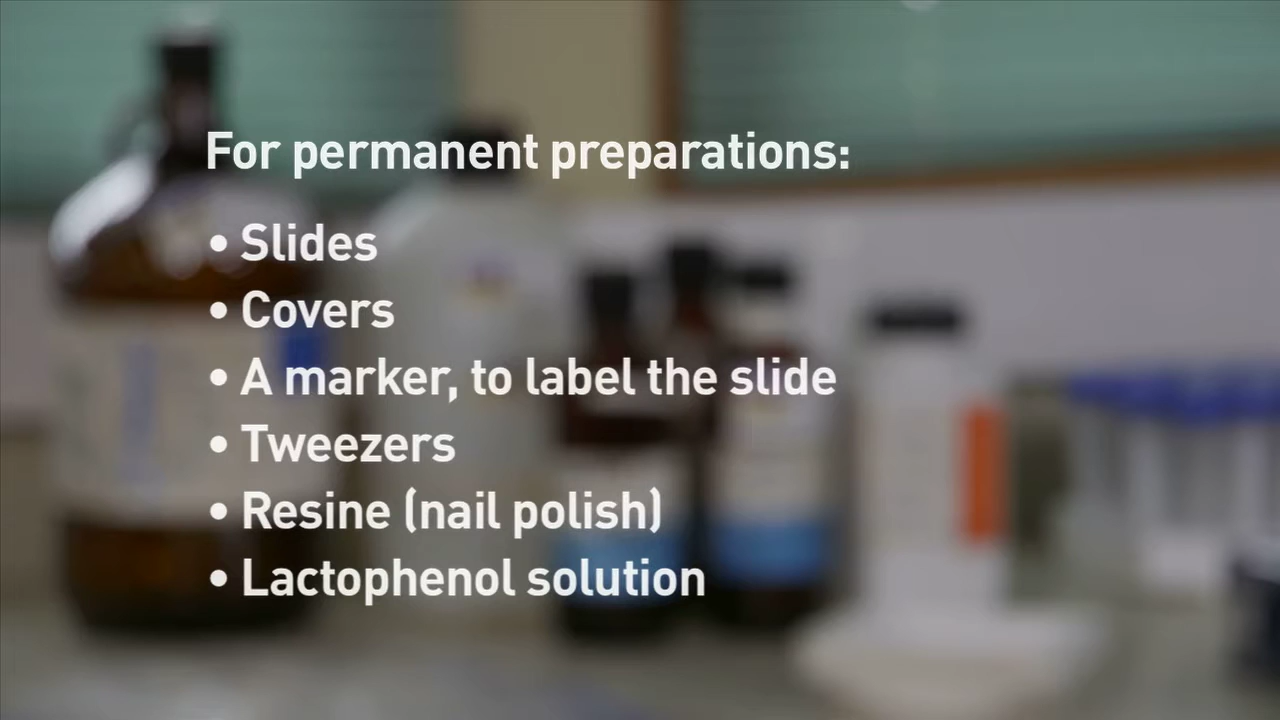 For permanent preparations:
• Slides
• Covers
• A marker, to label the slide
• Tweezers
• Resine (nail polish)
• Lactophenol solution